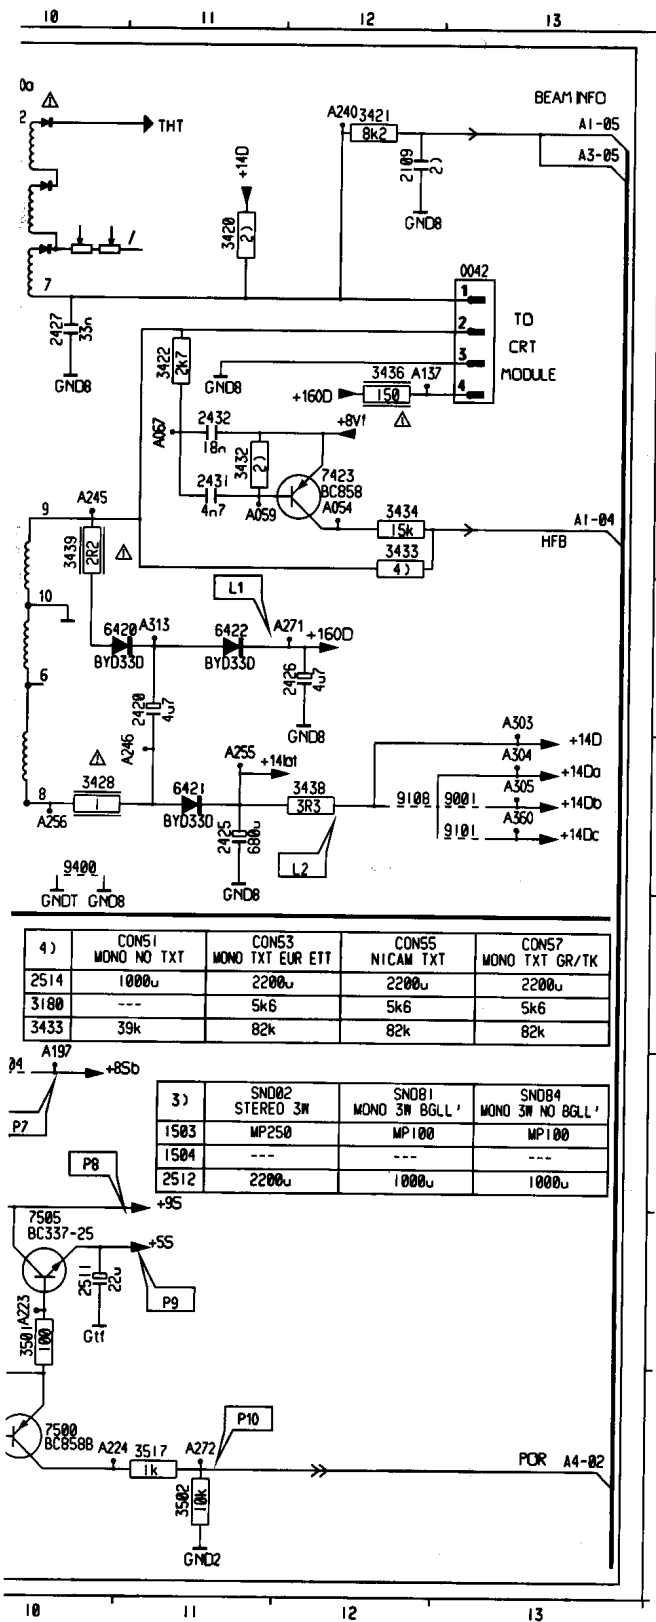 10 11 12 13
0a
2
THT
+14D
A240 3421
8k2
BEAM INFO
A1-05
A3-05
2109
2)
GND8
3420
2)
7
2427
33n
GND8
0042
1
2
3
4
TO
CRT
MODULE
3422
2k7
GND8
3436 A137
+160D 150
A067
2432
18n
+8Vf
3432
2)
2431
4n7
A059
7423
BC858
A054
9 A245
3439
2R2
3434
15k
A1-04
HFB
3433
4)
10
L1
6420 A313
BYD33D
6422
BYD33D
A271
+160D
2426
4u7
GND8
2420
4u7
6
A246
A255
+14lot
A303
+14D
A304
+14Da
A305
+14Db
A360
+14Dc
8 3428
1
A256
6421
BYD33D
3438
3R3
9108 9001
9101
2425
680u
L2
GND8
9400
GNDT GND8
4) CON51
MONO NO TXT CON53
MONO TXT EUR ETT CON55
NICAM TXT CON57
MONO TXT GR/TK
2514 1000u 2200u 2200u 2200u
3180 --- 5k6 5k6 5k6
3433 39k 82k 82k 82k
04 A197
+8Sb
P7
3) SND02
STEREO 3W SND81
MONO 3W BGLL' SND84
MONO 3W NO BGLL'
1503 MP250 MP100 MP100
1504 --- --- ---
2512 2200u 1000u 1000u
P8
+9S
7505
BC337-25
+5S
2511
22u
P9
Gtf
A223
3501
100
7500
BC858B
A224 3517
1k
A272
P10
3502
10k
GND2
POR A4-02
10 11 12 13